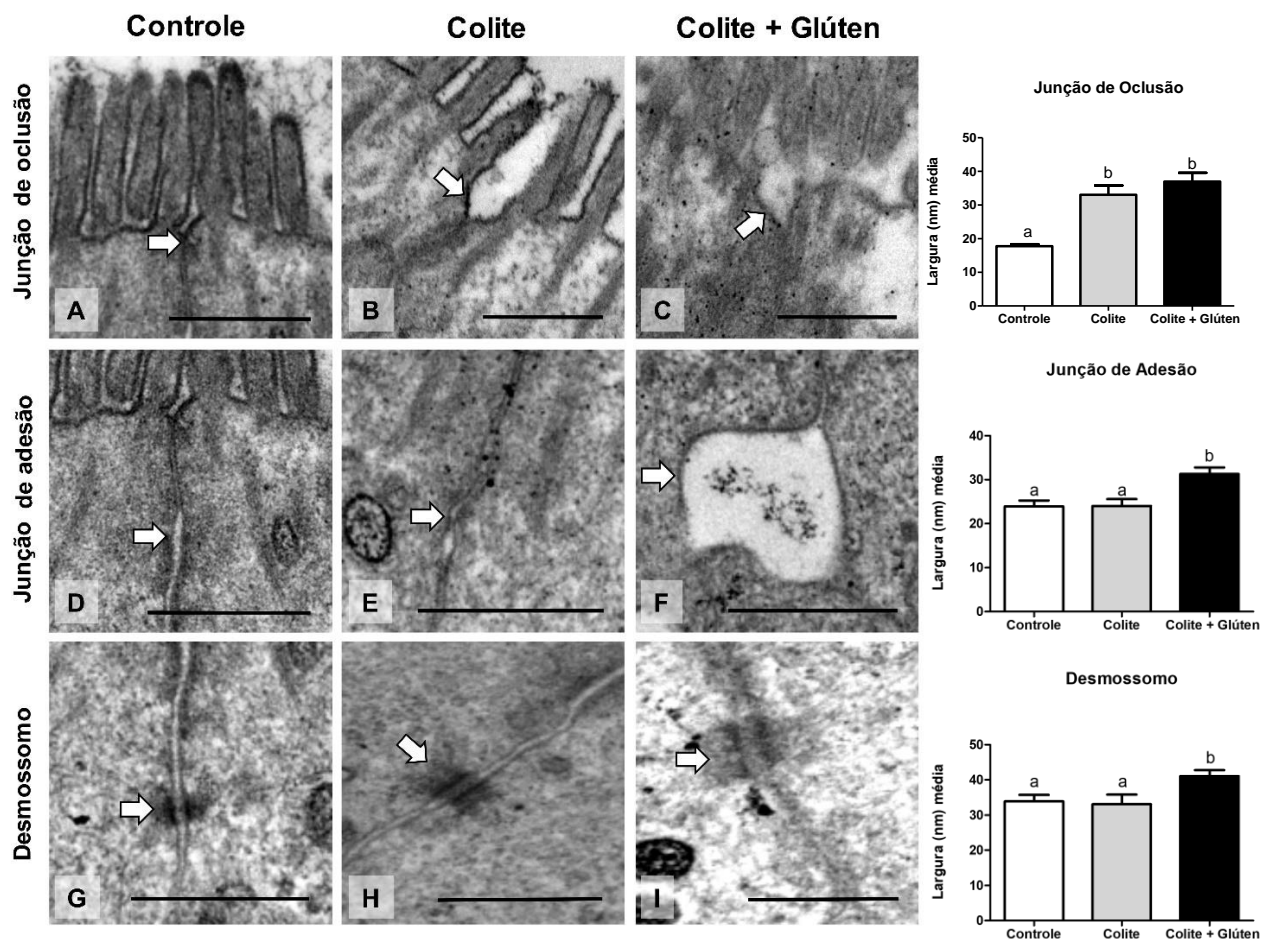 Controle
Colite
Colite + Glúten
Junção de oclusão
A
B
C
Junção de Oclusão
Largura (nm) média
50
40
30
20
10
0
a
b
b
Controle
Colite
Colite + Glúten
Junção de adesão
D
E
F
Junção de Adesão
Largura (nm) média
40
30
20
10
0
a
a
b
Controle
Colite
Colite + Glúten
Desmossomo
G
H
I
Desmossomo
Largura (nm) média
50
40
30
20
10
0
a
a
b
Controle
Colite
Colite + Glúten